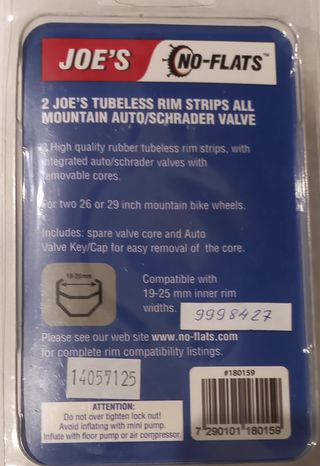 JOE'S NO-FLATS™
2 JOE'S TUBELESS RIM STRIPS ALL
MOUNTAIN AUTO/SCHRADER VALVE
High quality rubber tubeless rim strips, with
integrated auto/schrader valves with
removable cores.
For two 26 or 29 inch mountain bike wheels.
Includes: spare valve core and Auto
Valve Key/Cap for easy removal of the core.
19-25mm
Compatible with
19-25 mm inner rim
widths.
9998427
Please see our web site www.no-flats.com
for complete rim compatibility listings.
14057125
#180159
ATTENTION:
Do not over tighten lock nut!
Avoid inflating with mini pump.
Inflate with floor pump or air compressor.
7 290101 180159